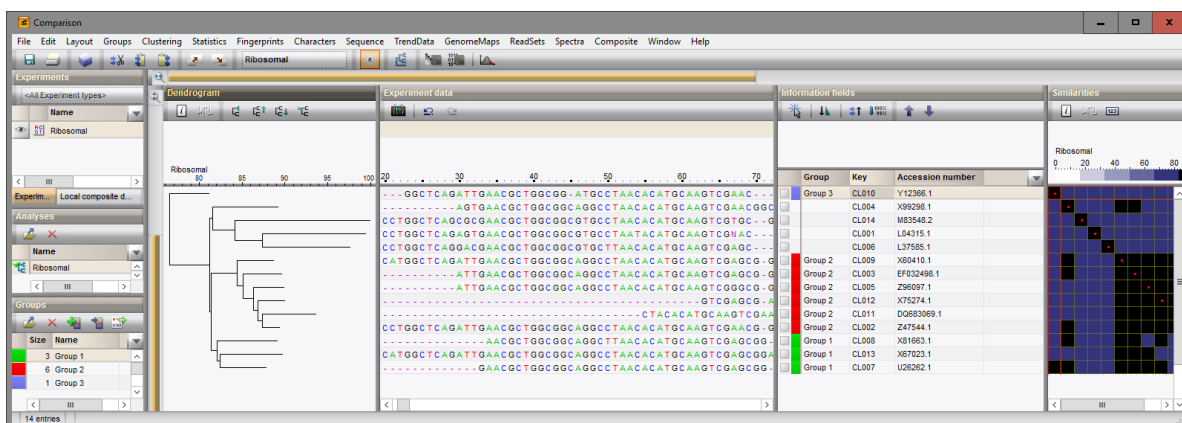 Comparison
File Edit Layout Groups Clustering Statistics Fingerprints Characters Sequence TrendData GenomeMaps ReadSets Spectra Composite Window Help
Ribosomal
Experiments
<All Experiment types>
Name
Ribosomal
Experim... Local composite d...
Analyses
Name
Ribosomal
Groups
Size Name
3 Group 1
6 Group 2
1 Group 3
14 entries
Dendrogram
Ribosomal
80 85 90 95 100
Experiment data
20 30 40 50 60 70
---GGCTCAGATTGAACGCTGGCGG-ATGCCTAACACATGCAAGTCGAAC---
----------AGTGAACGCTGGCGGCAGGCCTAACACATGCAAGTCGAACGGC
CCTGGCTCAGCGCGAACGCTGGCGGCGTGCCTAACACATGCAAGTCGTGC--G
CCTGGCTCAGAGTGAACGCTGGCGGCGTGCCTAATACATGCAAGTCGNAC---
CCTGGCTCAGGACGAACGCTGGCGGCGTGCTTAACACATGCAAGTCGAGC---
CATGGCTCAGATTGAACGCTGGCGGCAGGCCTAACACATGCAAGTCGAGCG-G
----------ATTGAACGCTGGCGGCAGGCCTAACACATGCAAGTCGAGCG-G
----------ATTGAACGCTGGCGGCAGGCCTAACACATGCAAGTCGGGCG-G
-------------------------------------------GTCGAGCG-A
-----------------------------------CTACACATGCAAGTCGAA
CCTGGCTCAGATTGAACGCTGGCGGCAGGCCTAACACATGCAAGTCGAACG-G
--------------AACGCTGGCGGCAGGCTTAACACATGCAAGTCGAGCGG-
CATGGCTCAGATTGAACGCTGGCGGCAGGCCTAACACATGCAAGTCGAGCGGA
-------------GAACGCTGGCGGCAGGCCTAACACATGCAAGTCGAGCGG-
Information fields
Group Key Accession number
Group 3 CL010 Y12366.1
CL004 X99298.1
CL014 M83548.2
CL001 L04315.1
CL006 L37585.1
Group 2 CL009 X60410.1
Group 2 CL003 EF032498.1
Group 2 CL005 Z96097.1
Group 2 CL012 X75274.1
Group 2 CL011 DQ683069.1
Group 2 CL002 Z47544.1
Group 1 CL008 X81663.1
Group 1 CL013 X67023.1
Group 1 CL007 U26262.1
Similarities
Ribosomal
0 20 40 60 80